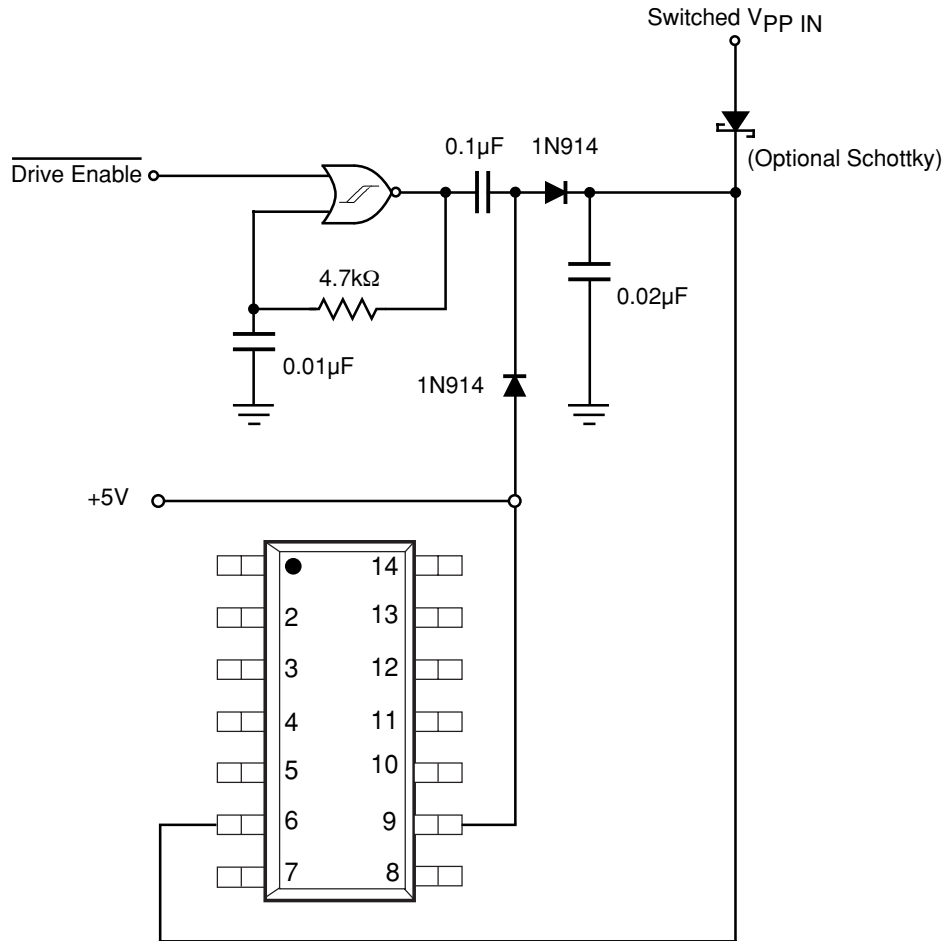 Switched VPP IN
0.1µF
1N914
(Optional Schottky)
Drive Enable
4.7kΩ
0.02µF
0.01µF
1N914
+5V
14
2
13
3
12
4
11
5
10
6
9
7
8